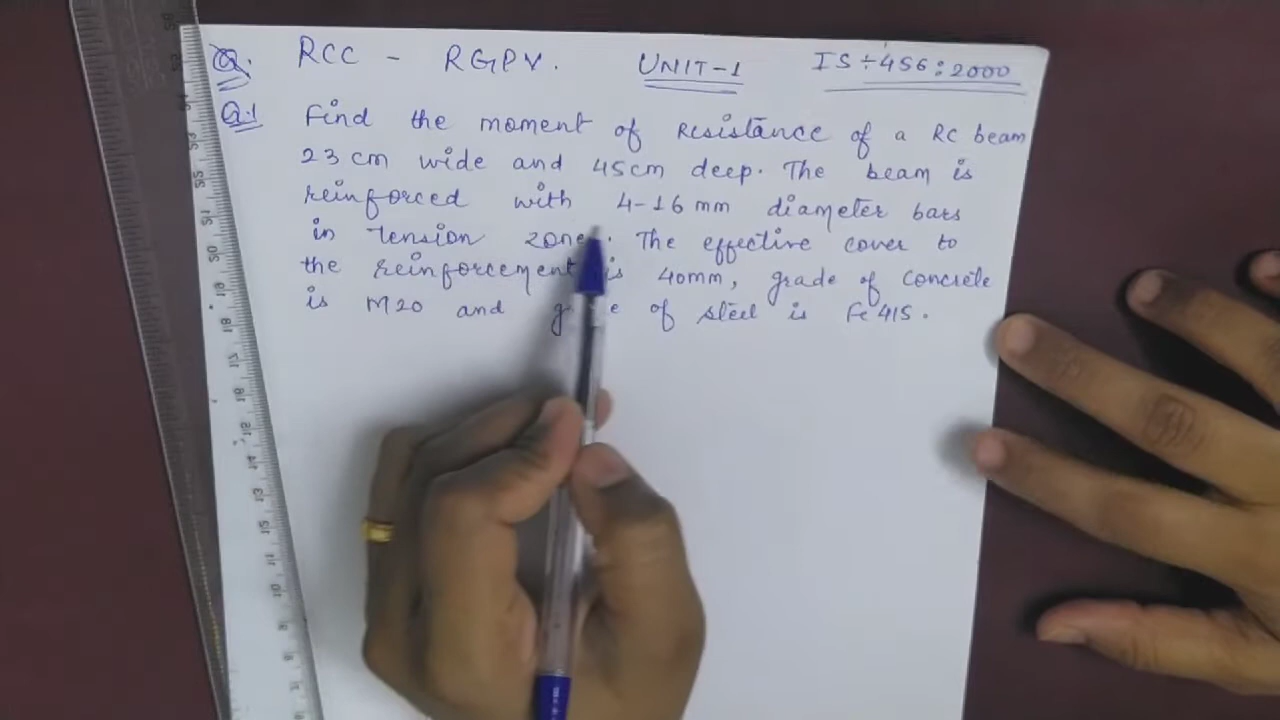 Q. RCC - RGPV. UNIT-1 IS÷456:2000
Q.1 Find the moment of Resistance of a RC beam
23 cm wide and 45cm deep. The beam is
reinforced with 4-16 mm diameter bars
in tension zone. The effective cover to
the reinforcement is 40mm, grade of concrete
is M20 and of steel is Fe 415.